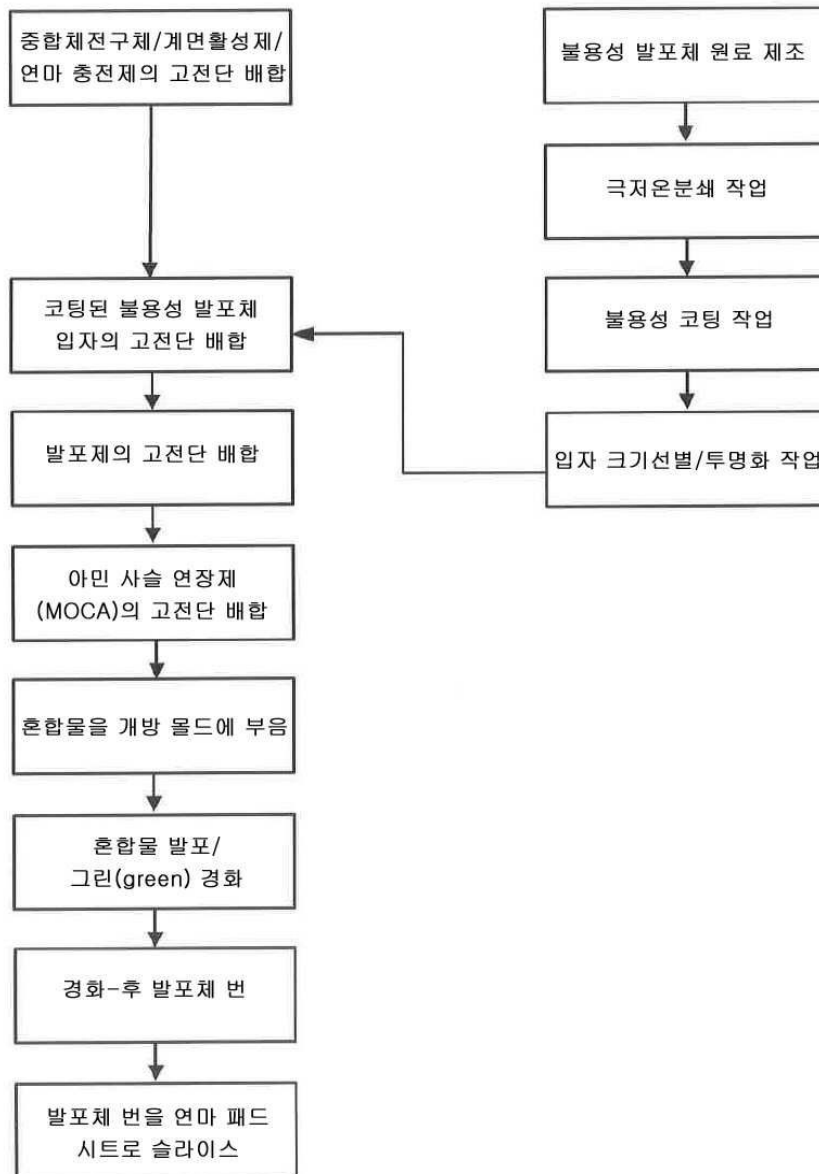 중합체전구체/계면활성제/
연마 충전제의 고전단 배합
코팅된 불용성 발포체
입자의 고전단 배합
발포제의 고전단 배합
아민 사슬 연장제
(MOCA)의 고전단 배합
혼합물을 개방 몰드에 부음
혼합물 발포/
그린(green) 경화
경화-후 발포체 번
발포체 번을 연마 패드
시트로 슬라이스
불용성 발포체 원료 제조
극저온분쇄 작업
불용성 코팅 작업
입자 크기선별/투명화 작업